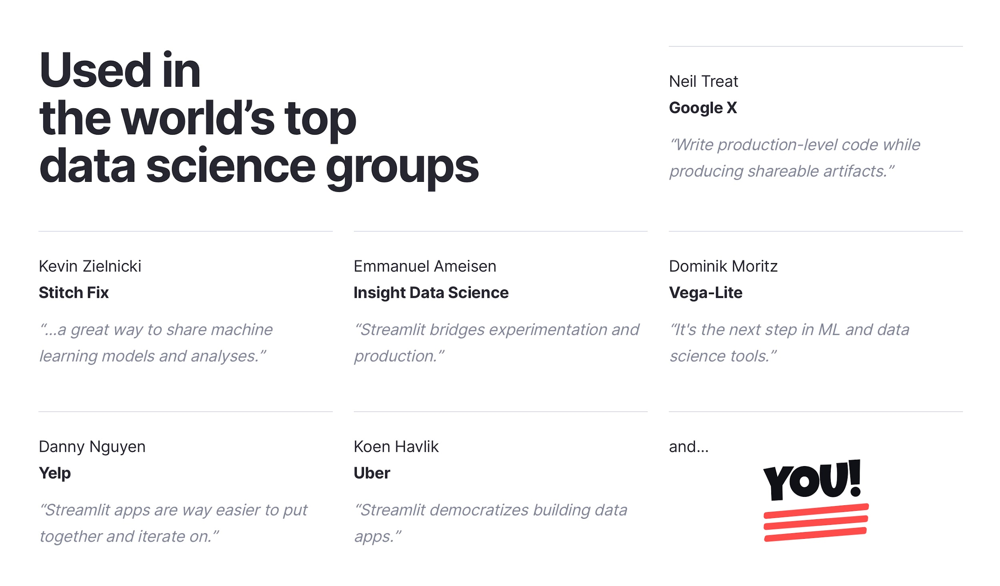 Used in
the world’s top
data science groups
Neil Treat
Google X
“Write production-level code while
producing shareable artifacts.”
Kevin Zielnicki
Stitch Fix
“...a great way to share machine
learning models and analyses.”
Emmanuel Ameisen
Insight Data Science
“Streamlit bridges experimentation and
production.”
Dominik Moritz
Vega-Lite
“It's the next step in ML and data
science tools.”
Danny Nguyen
Yelp
“Streamlit apps are way easier to put
together and iterate on.”
Koen Havlik
Uber
“Streamlit democratizes building data
apps.”
and...
YOU!